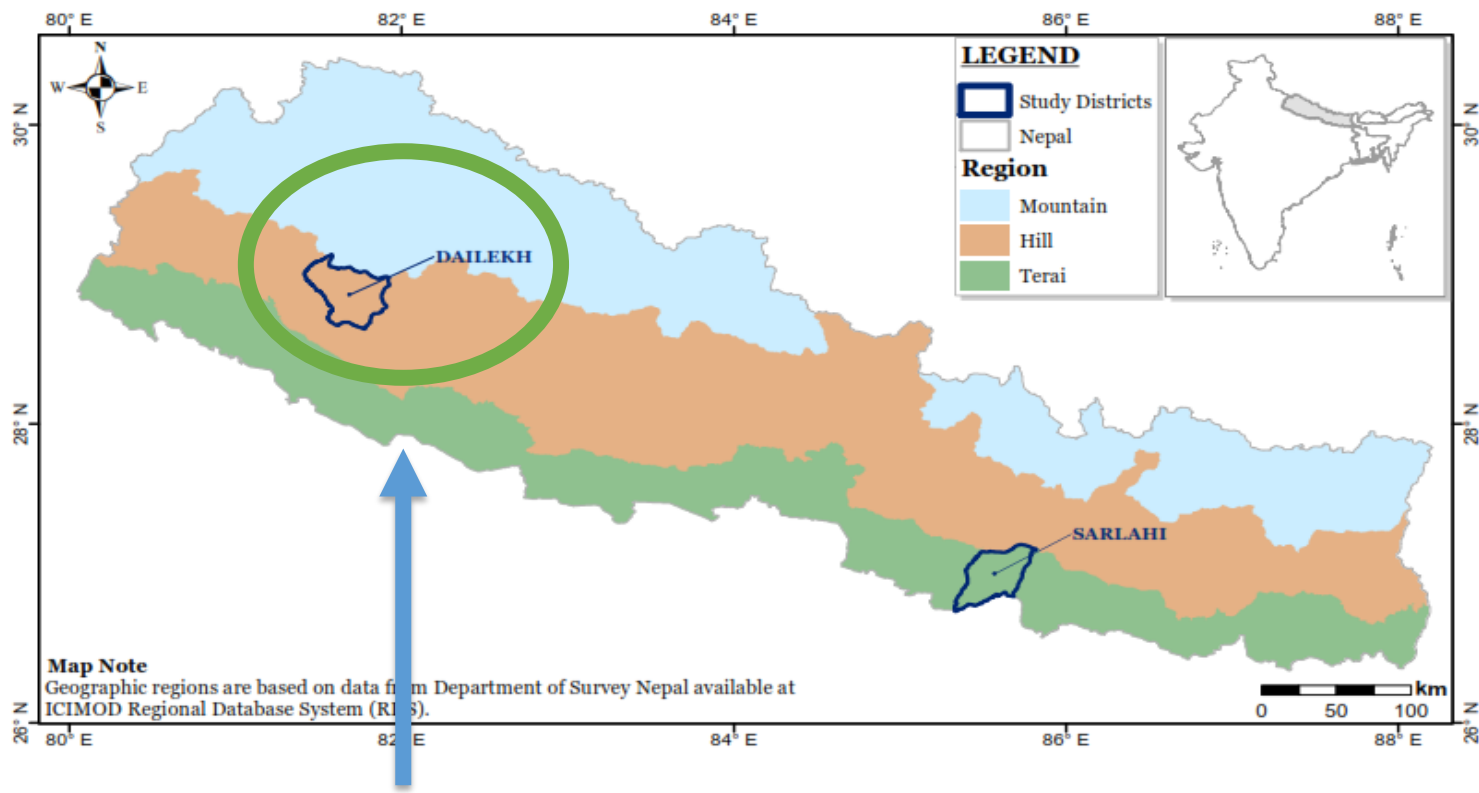 80° E 82° E 84° E 86° E 88° E
N
W E
S
30° N
30° N
LEGEND
Study Districts
Nepal
Region
Mountain
Hill
Terai
DAILEKH
28° N
28° N
SARLAHI
Map Note
Geographic regions are based on data from Department of Survey Nepal available at
ICIMOD Regional Database System
km
0 50 100
26° N
26° N
80° E 82° E 84° E 86° E 88° E